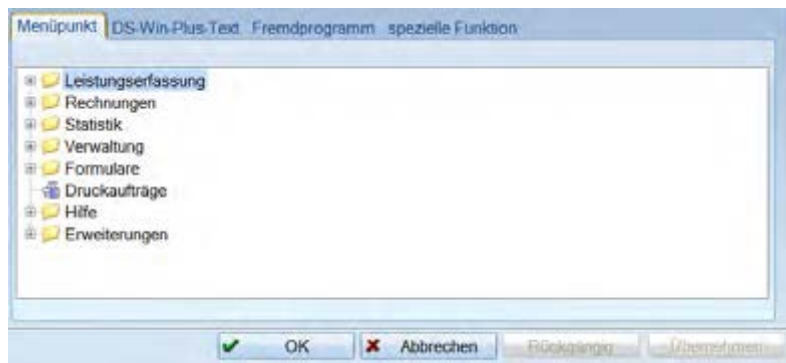 Menüpunkt DS-Win-Plus-Text Fremdprogramm spezielle Funktion
Leistungserfassung
Rechnungen
Statistik
Verwaltung
Formulare
Druckaufträge
Hilfe
Erweiterungen
OK Abbrechen Rückgängig Übernehmen